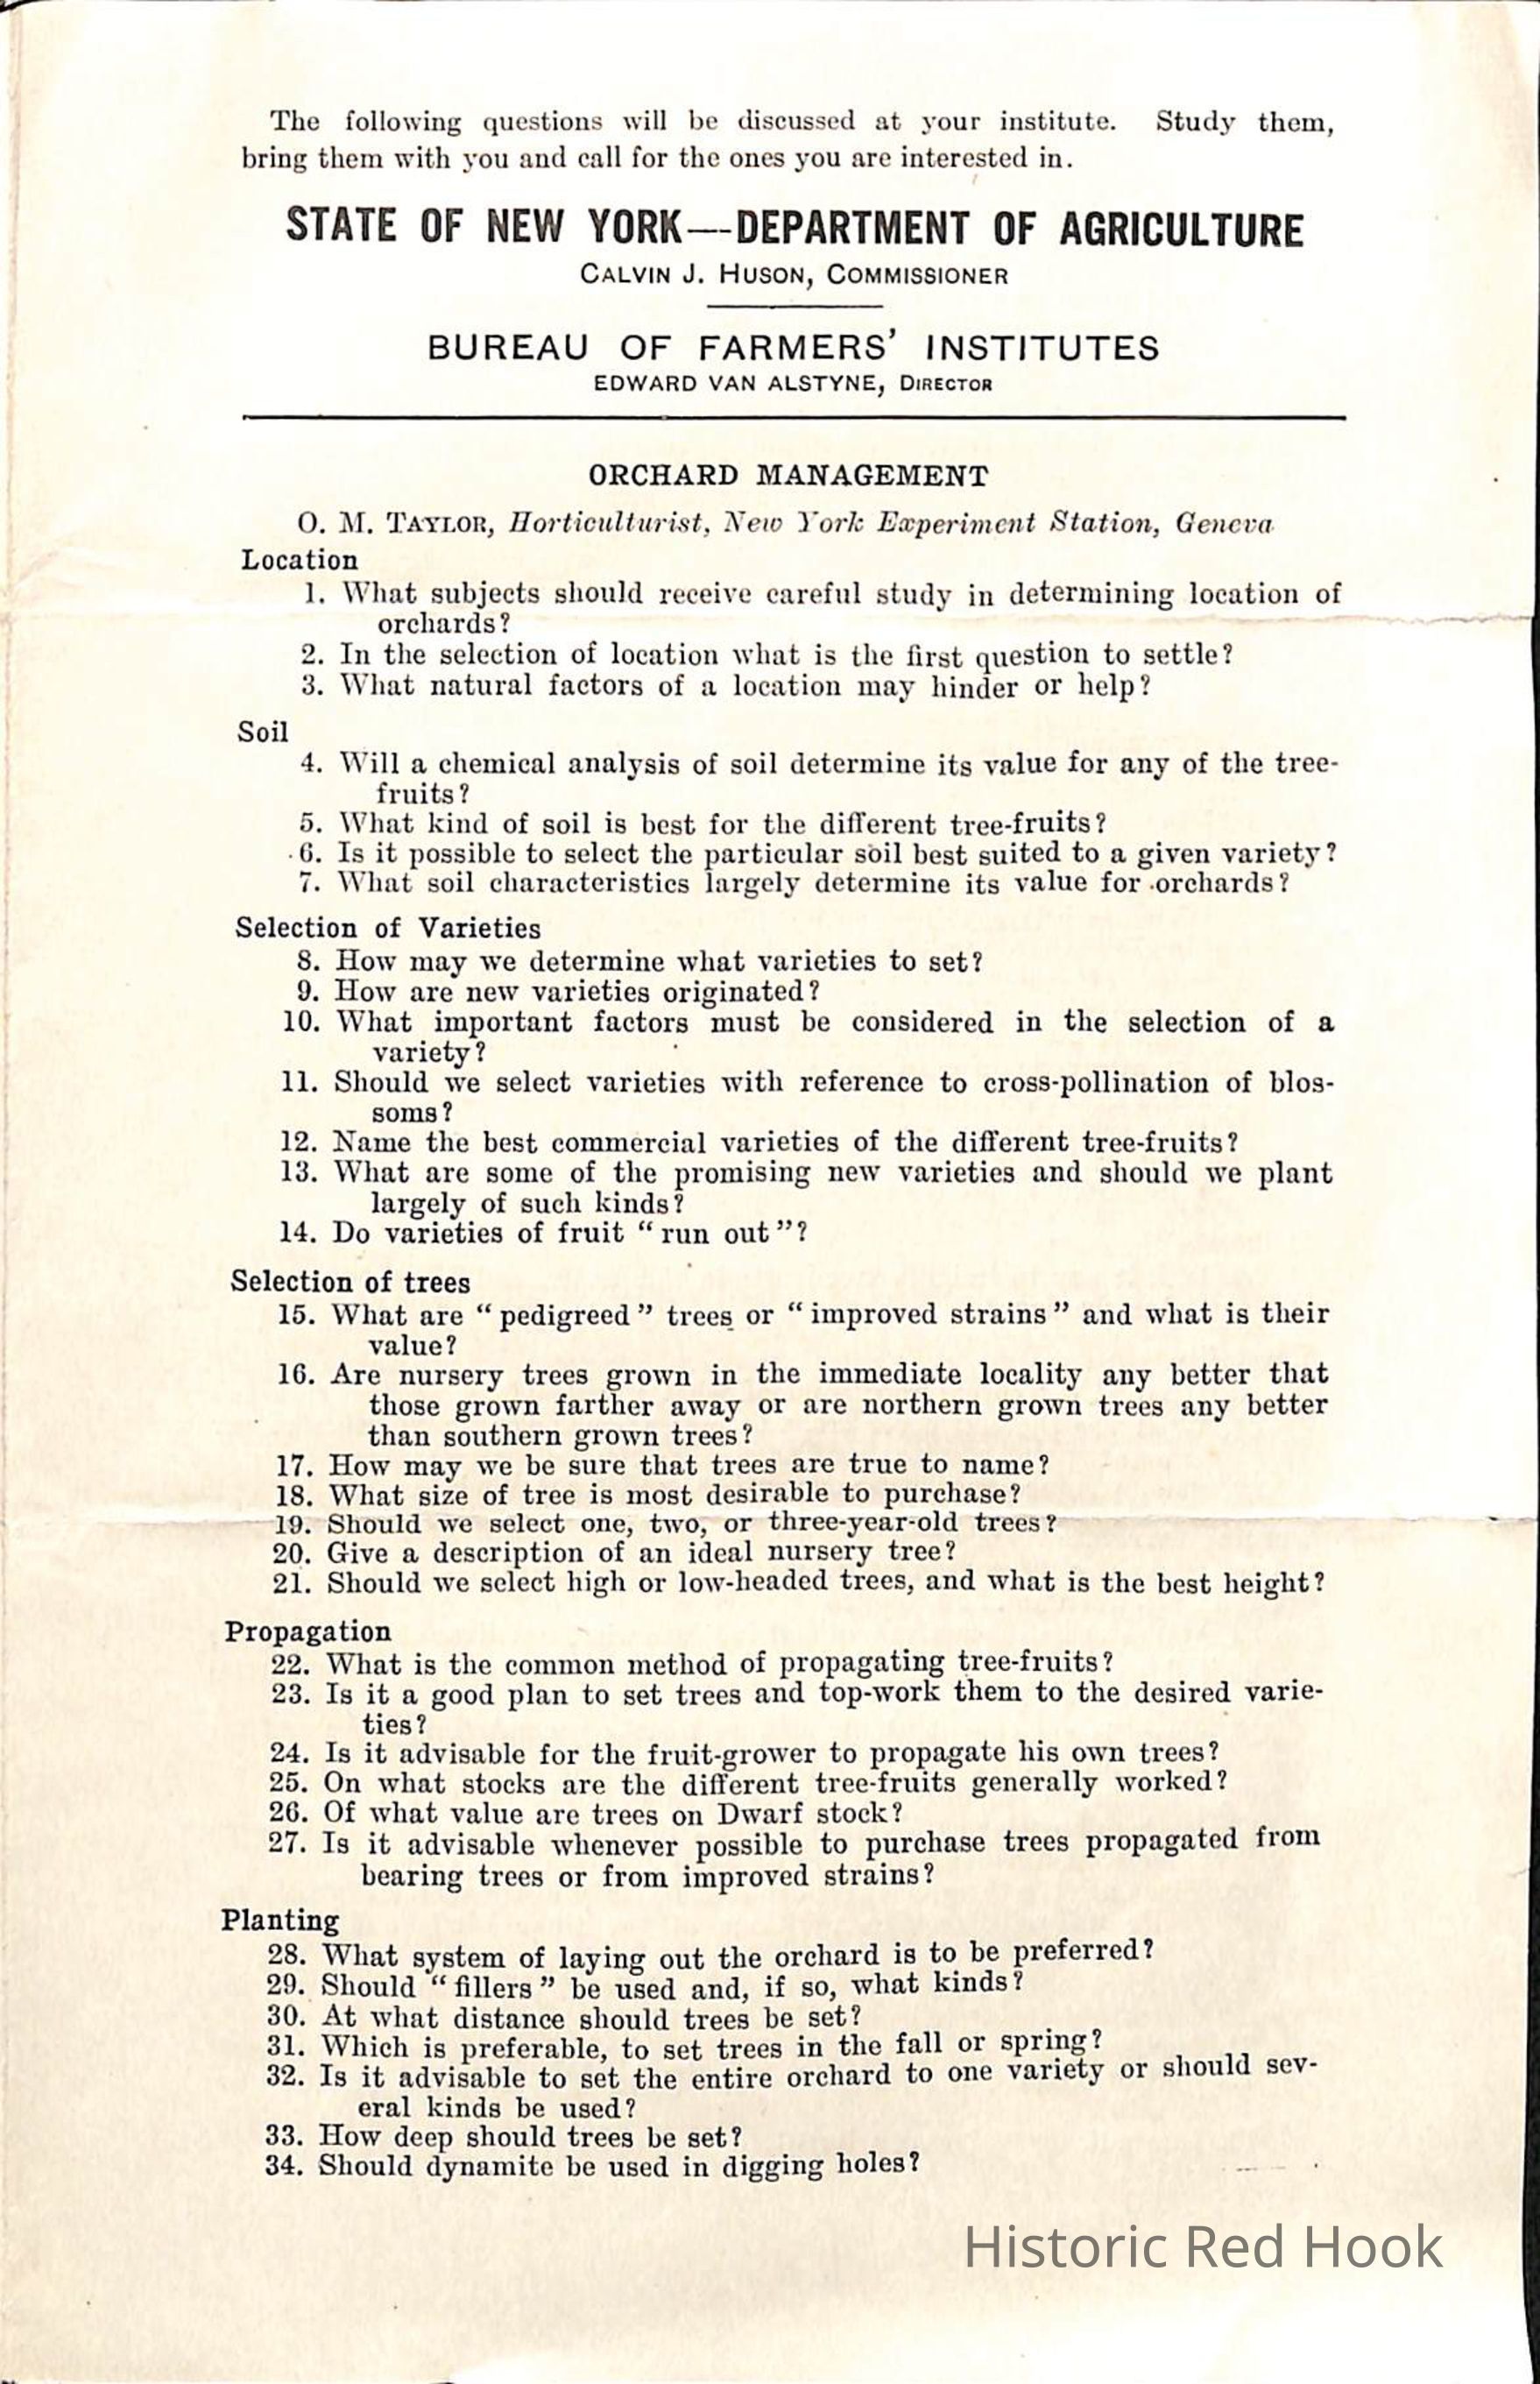 The following questions will be discussed at your institute. Study them,
bring them with you and call for the ones you are interested in.
STATE OF NEW YORK—DEPARTMENT OF AGRICULTURE
CALVIN J. HUSON, COMMISSIONER
BUREAU OF FARMERS' INSTITUTES
EDWARD VAN ALSTYNE, DIRECTOR
ORCHARD MANAGEMENT
O. M. TAYLOR, Horticulturist, New York Experiment Station, Geneva
Location
1. What subjects should receive careful study in determining location of
orchards?
2. In the selection of location what is the first question to settle?
3. What natural factors of a location may hinder or help?
Soil
4. Will a chemical analysis of soil determine its value for any of the tree-
fruits?
5. What kind of soil is best for the different tree-fruits?
6. Is it possible to select the particular soil best suited to a given variety?
7. What soil characteristics largely determine its value for orchards?
Selection of Varieties
8. How may we determine what varieties to set?
9. How are new varieties originated?
10. What important factors must be considered in the selection of a
variety?
11. Should we select varieties with reference to cross-pollination of blos-
soms?
12. Name the best commercial varieties of the different tree-fruits?
13. What are some of the promising new varieties and should we plant
largely of such kinds?
14. Do varieties of fruit "run out"?
Selection of trees
15. What are "pedigreed" trees or "improved strains" and what is their
value?
16. Are nursery trees grown in the immediate locality any better that
those grown farther away or are northern grown trees any better
than southern grown trees?
17. How may we be sure that trees are true to name?
18. What size of tree is most desirable to purchase?
19. Should we select one, two, or three-year-old trees?
20. Give a description of an ideal nursery tree?
21. Should we select high or low-headed trees, and what is the best height?
Propagation
22. What is the common method of propagating tree-fruits?
23. Is it a good plan to set trees and top-work them to the desired varie-
ties?
24. Is it advisable for the fruit-grower to propagate his own trees?
25. On what stocks are the different tree-fruits generally worked?
26. Of what value are trees on Dwarf stock?
27. Is it advisable whenever possible to purchase trees propagated from
bearing trees or from improved strains?
Planting
28. What system of laying out the orchard is to be preferred?
29. Should "fillers" be used and, if so, what kinds?
30. At what distance should trees be set?
31. Which is preferable, to set trees in the fall or spring?
32. Is it advisable to set the entire orchard to one variety or should sev-
eral kinds be used?
33. How deep should trees be set?
34. Should dynamite be used in digging holes?
Historic Red Hook